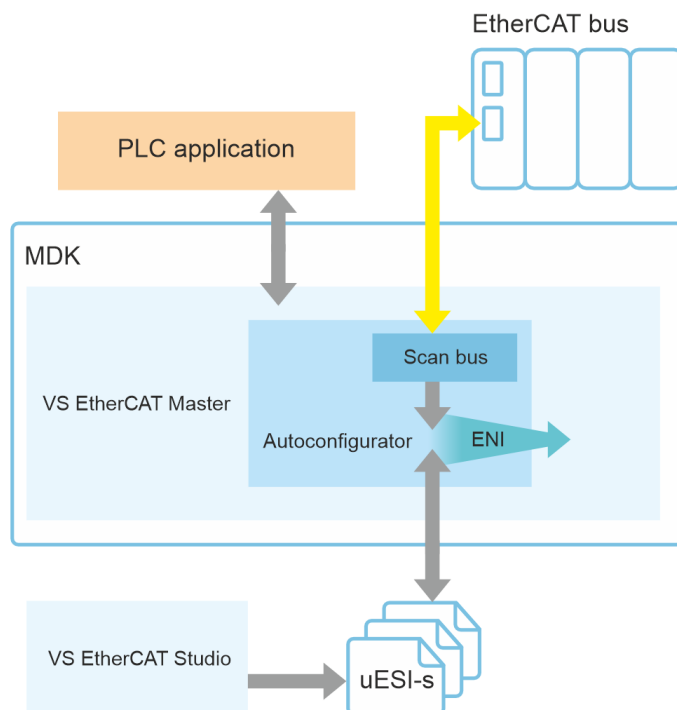 EtherCAT bus
PLC application
MDK
Scan bus
VS EtherCAT Master
Autoconfigurator
ENI
VS EtherCAT Studio
uESI-s